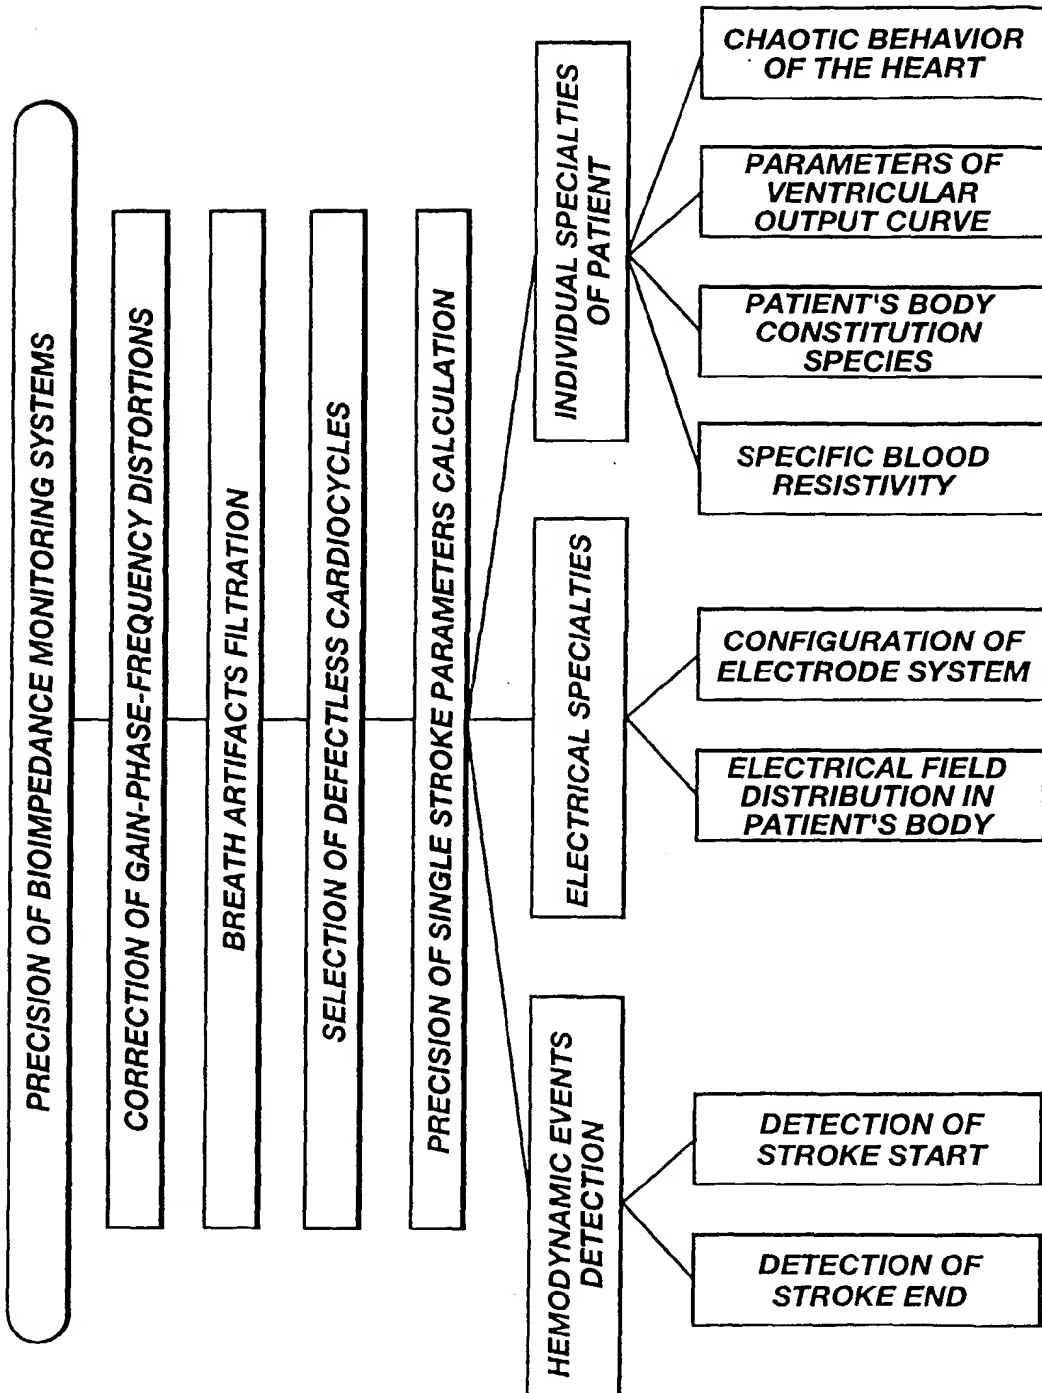 PRECISION OF BIOIMPEDANCE MONITORING SYSTEMS
CORRECTION OF GAIN-PHASE-FREQUENCY DISTORTIONS
BREATH ARTIFACTS FILTRATION
SELECTION OF DEFECTLESS CARDIOCYCLES
PRECISION OF SINGLE STROKE PARAMETERS CALCULATION
INDIVIDUAL SPECIALTIES
OF PATIENT
CHAOTIC BEHAVIOR
OF THE HEART
PARAMETERS OF
VENTRICULAR
OUTPUT CURVE
PATIENT'S BODY
CONSTITUTION
SPECIES
SPECIFIC BLOOD
RESISTIVITY
ELECTRICAL SPECIALTIES
CONFIGURATION OF
ELECTRODE SYSTEM
ELECTRICAL FIELD
DISTRIBUTION IN
PATIENT'S BODY
HEMODYNAMIC EVENTS
DETECTION
DETECTION OF
STROKE START
DETECTION OF
STROKE END